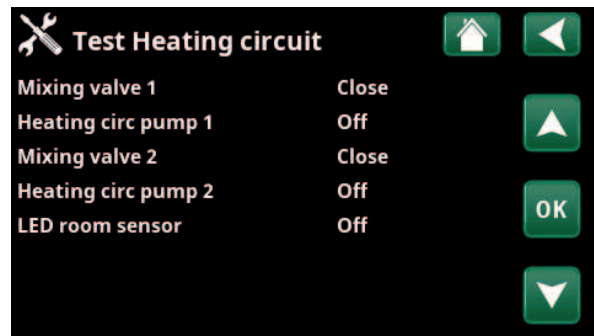 Test Heating circuit
Mixing valve 1 Close
Heating circ pump 1 Off
Mixing valve 2 Close
Heating circ pump 2 Off
LED room sensor Off
OK